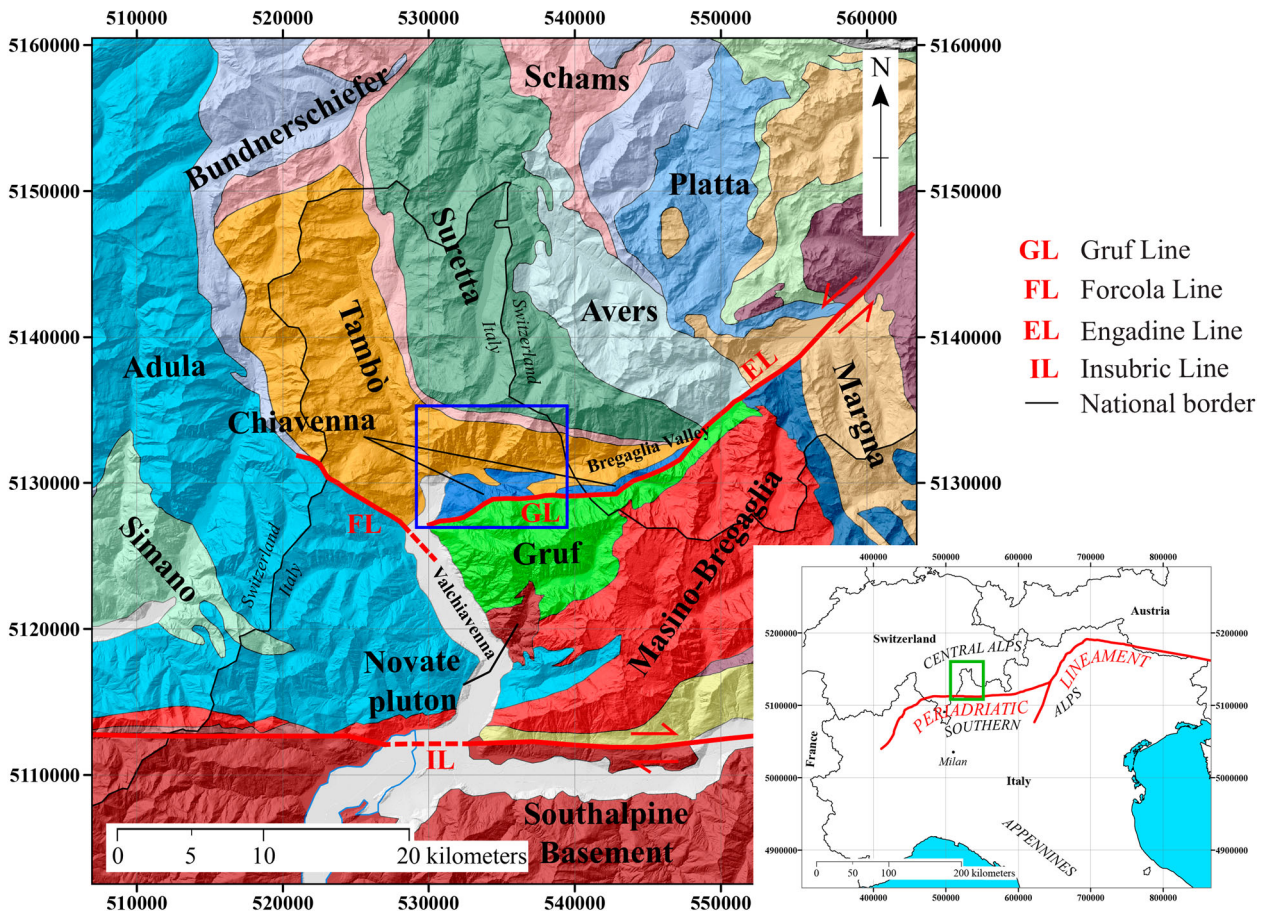 510000 520000 530000 540000 550000 560000
5160000
5160000
N
Schams
Bundnerschiefer
5150000
5150000
Platta
Suretta
Switzerland
Italy
Avers
Tambò
5140000
5140000
Adula
EL
Margna
Chiavenna
Bregaglia Valley
5130000
5130000
FL
GL
Gruf
Simano
Switzerland
Italy
Valchiavenna
Masino-Bregaglia
5120000
Novate
pluton
IL
5110000
Southalpine
Basement
0 5 10 20 kilometers
510000 520000 530000 540000 550000
GL Gruf Line
FL Forcola Line
EL Engadine Line
IL Insubric Line
National border
400000 500000 600000 700000 800000
Austria
5200000
5200000
Switzerland
CENTRAL ALPS
LINEAMENT
PERIADRIATIC
SOUTHERN
ALPS
5100000
5100000
France
Milan
Italy
5000000
5000000
APPENNINES
4900000
4900000
0 50 100 200 kilometers
400000 500000 600000 700000 800000